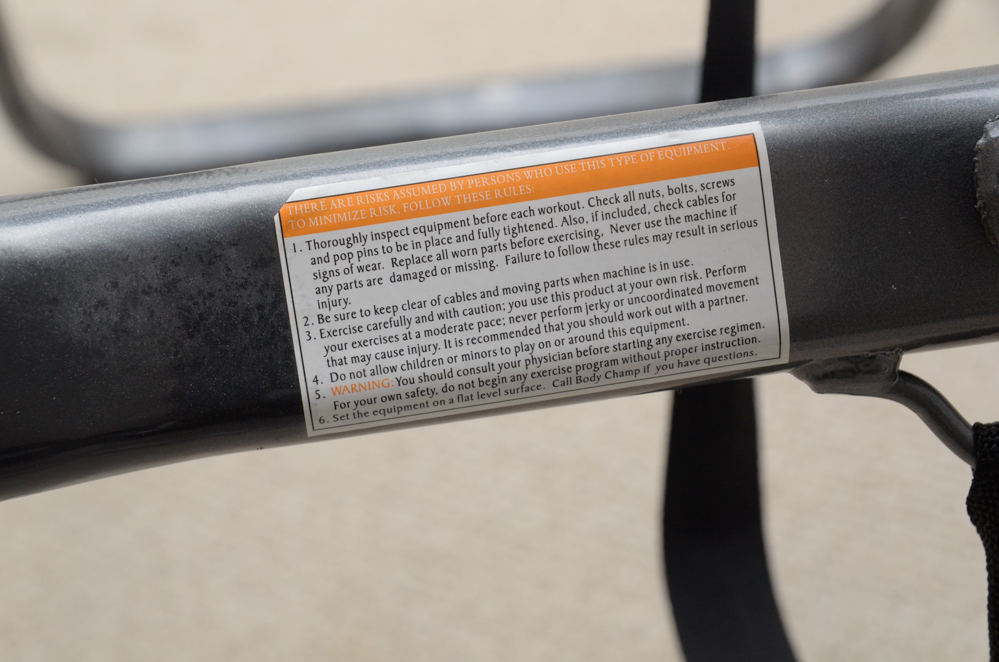 THERE ARE RISKS ASSUMED BY PERSONS WHO USE THIS TYPE OF EQUIPMENT.
TO MINIMIZE RISK, FOLLOW THESE RULES:
1. Thoroughly inspect equipment before each workout. Check all nuts, bolts, screws
and pop pins to be in place and fully tightened. Also, if included, check cables for
signs of wear. Replace all worn parts before exercising. Never use the machine if
any parts are damaged or missing. Failure to follow these rules may result in serious
injury.
2. Be sure to keep clear of cables and moving parts when machine is in use.
3. Exercise carefully and with caution; you use this product at your own risk. Perform
your exercises at a moderate pace; never perform jerky or uncoordinated movement
that may cause injury. It is recommended that you should work out with a partner.
4. Do not allow children or minors to play on or around this equipment.
5. WARNING: You should consult your physician before starting any exercise regimen.
For your own safety, do not begin any exercise program without proper instruction.
6. Set the equipment on a flat level surface. Call Body Champ if you have questions.